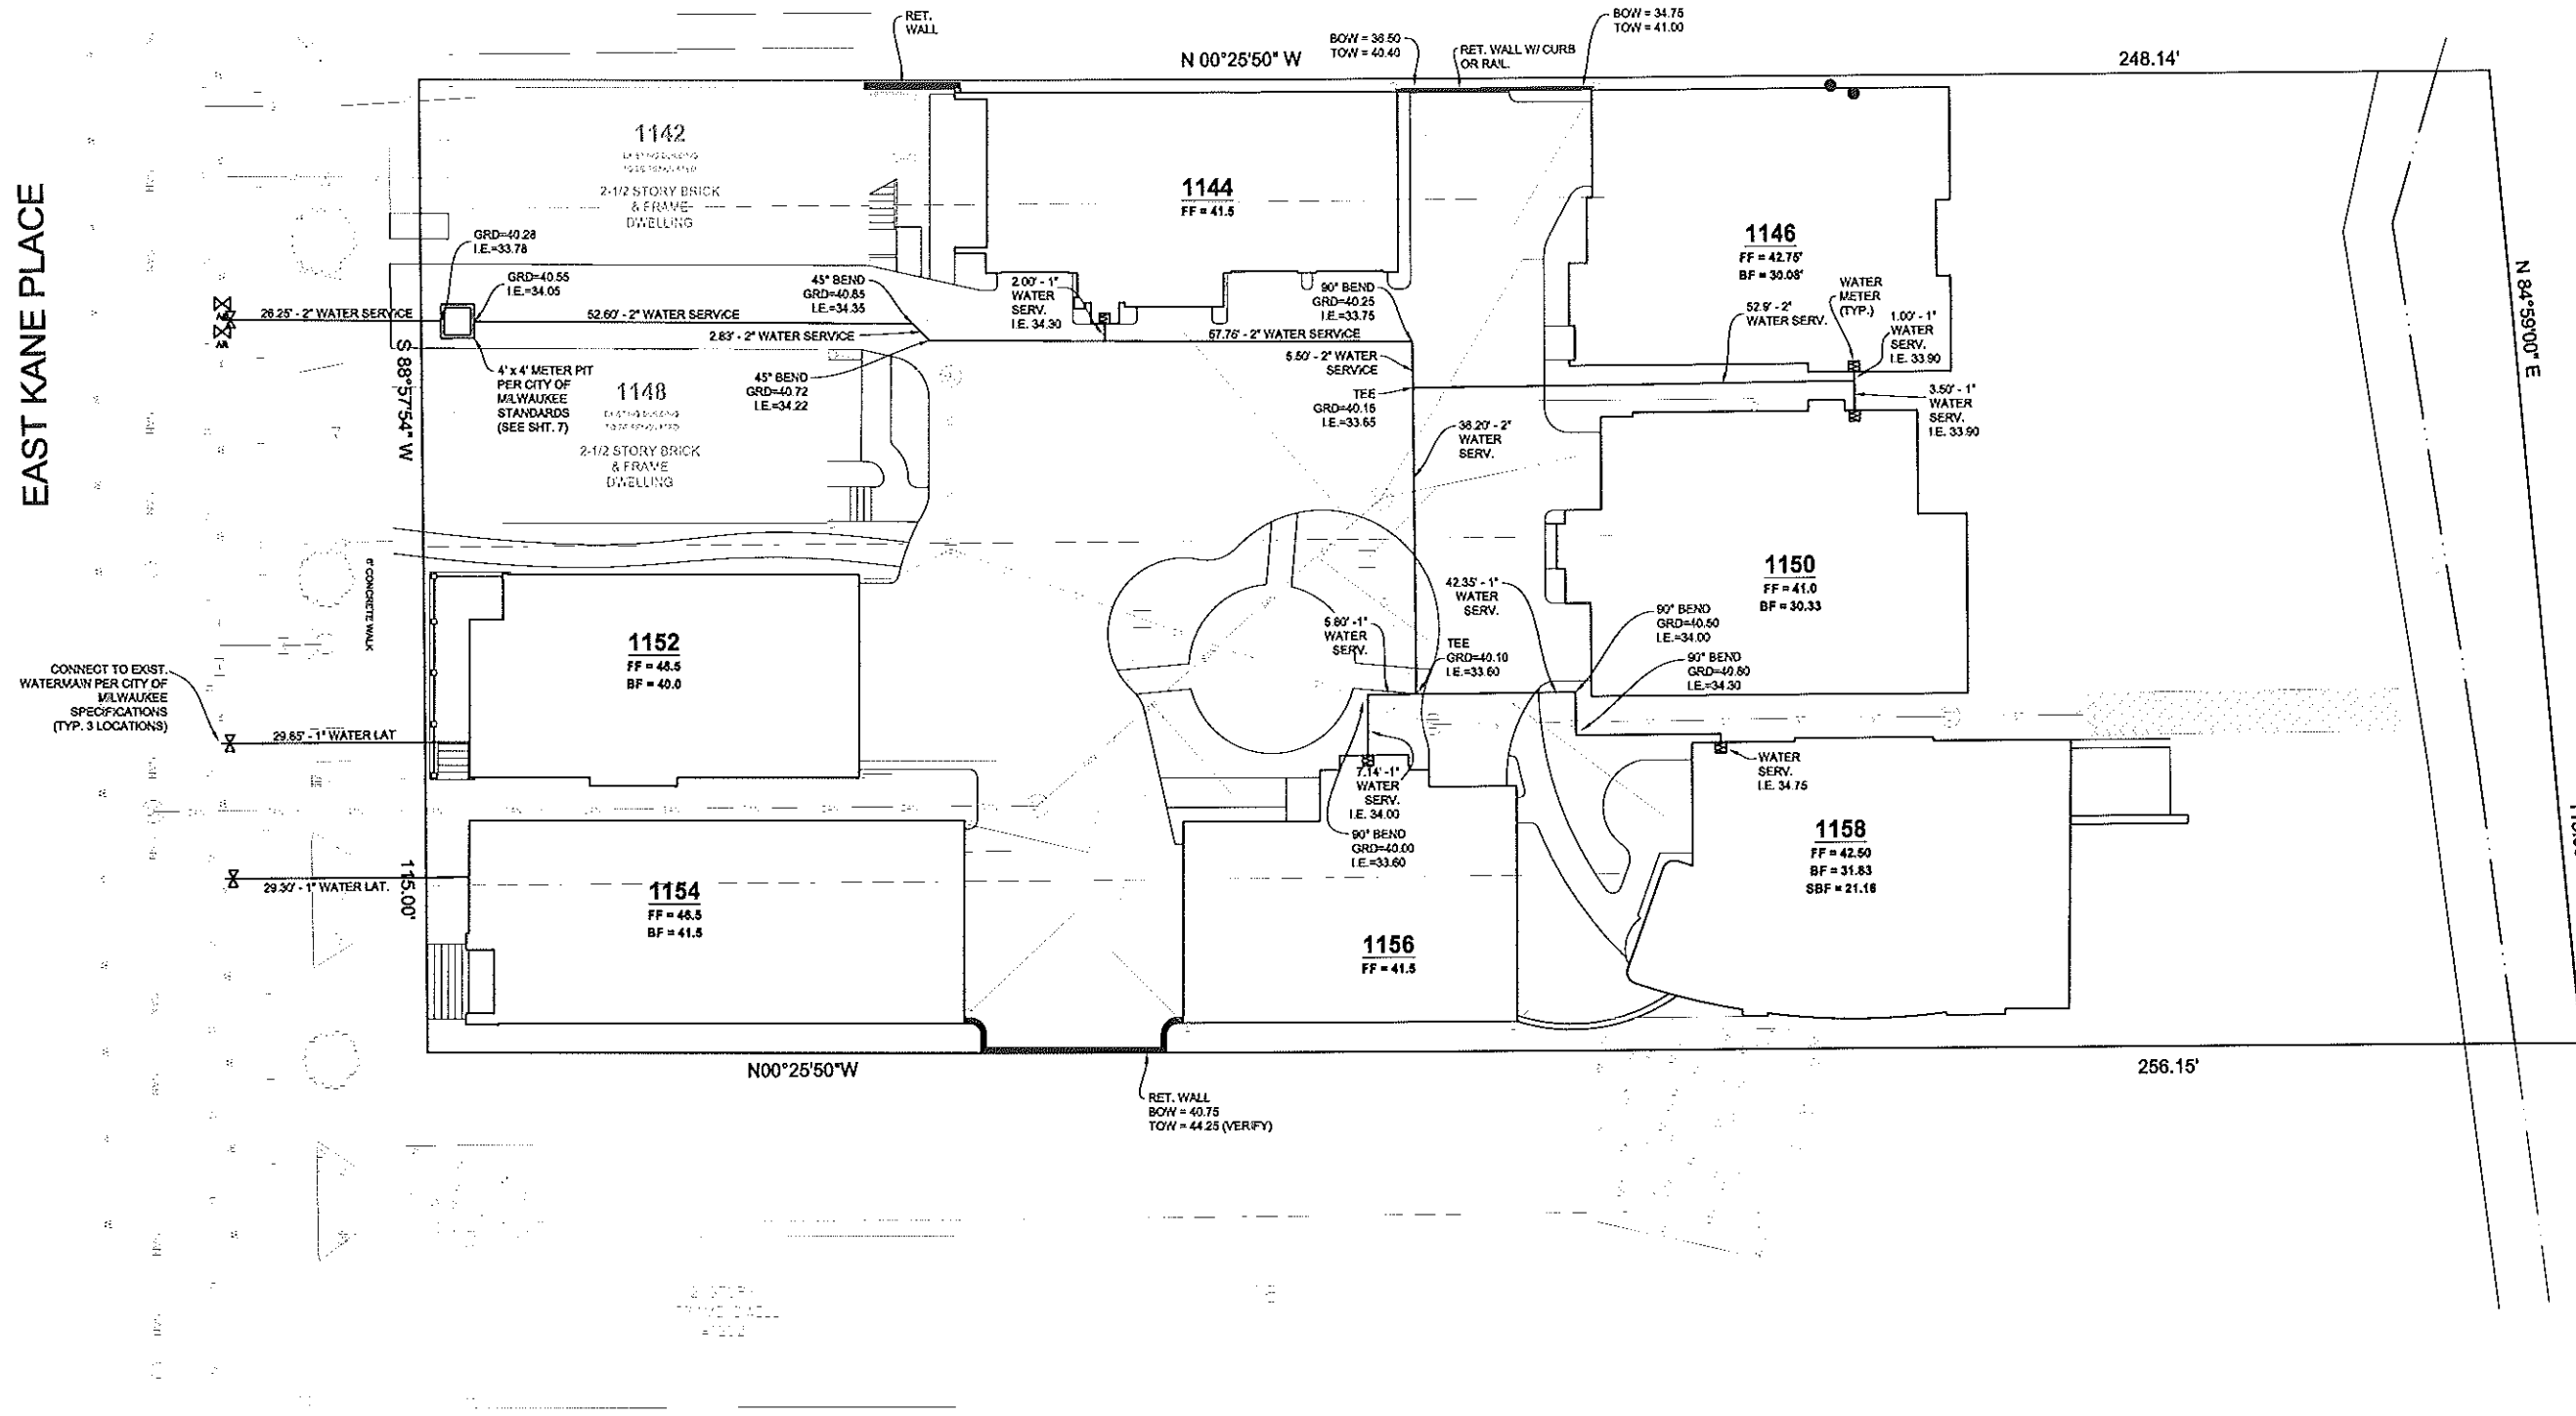 EAST KANE PLACE
RET.
WALL
N 00°25'50" W
BOW = 36.50
TOW = 40.40
RET. WALL W/ CURB
OR RAIL.
BOW = 34.75
TOW = 41.00
248.14'
1142
2-1/2 STORY BRICK
& FRAME
DWELLING
1144
FF = 41.5
1146
FF = 42.75'
BF = 30.08'
N 84°59'00" E
GRD=40.28
I.E.=33.78
GRD=40.55
I.E.=34.05
45° BEND
GRD=40.85
I.E.=34.35
2.00' - 1"
WATER
SERV.
I.E. 34.30
90° BEND
GRD=40.25
I.E.=33.75
52.9' - 2"
WATER SERV.
WATER
METER
(TYP.)
1.00' - 1"
WATER
SERV.
I.E. 33.90
26.25' - 2" WATER SERVICE
52.60' - 2" WATER SERVICE
2.83' - 2" WATER SERVICE
67.76' - 2" WATER SERVICE
5.50' - 2" WATER
SERVICE
S 88°57'54" W
4' x 4' METER PIT
PER CITY OF
MILWAUKEE
STANDARDS
(SEE SHT. 7)
1148
2-1/2 STORY BRICK
& FRAME
DWELLING
45° BEND
GRD=40.72
I.E.=34.22
TEE
GRD=40.15
I.E.=33.65
3.50' - 1"
WATER
SERV.
I.E. 33.90
36.20' - 2"
WATER
SERV.
6' CONCRETE WALK
1150
FF = 41.0
BF = 30.33
42.35' - 1"
WATER
SERV.
5.80' -1"
WATER
SERV.
TEE
GRD=40.10
I.E.=33.60
90° BEND
GRD=40.50
I.E.=34.00
90° BEND
GRD=40.80
I.E.=34.30
1152
FF = 48.5
BF = 40.0
CONNECT TO EXIST.
WATERMAIN PER CITY OF
MILWAUKEE
SPECIFICATIONS
(TYP. 3 LOCATIONS)
29.85' - 1" WATER LAT
7.14' -1"
WATER
SERV.
I.E. 34.00
90° BEND
GRD=40.00
I.E.=33.60
WATER
SERV.
I.E. 34.75
1158
FF = 42.50
BF = 31.83
SBF = 21.16
29.30' - 1" WATER LAT.
115.00'
1154
FF = 48.5
BF = 41.5
1156
FF = 41.5
N00°25'50"W
256.15'
RET. WALL
BOW = 40.75
TOW = 44.25 (VERIFY)